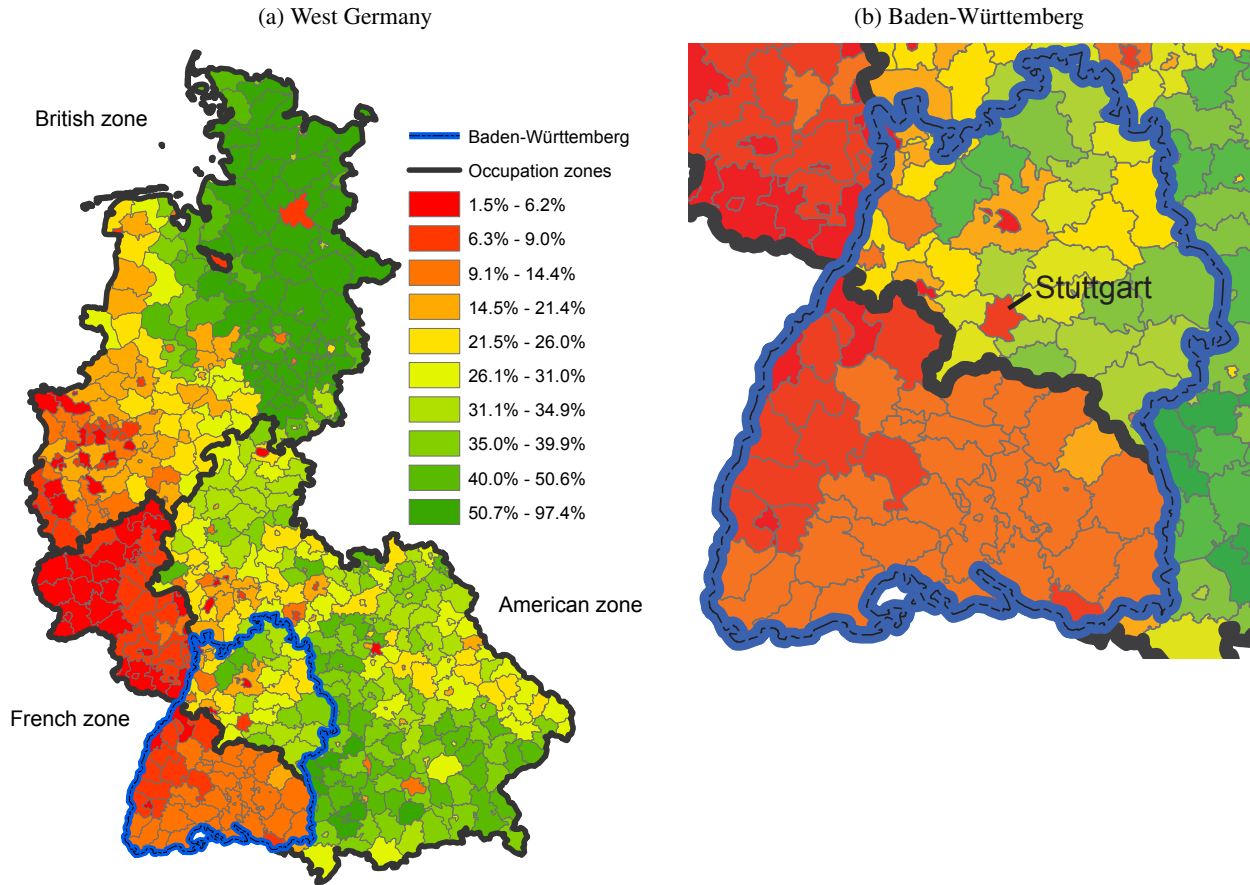 (a) West Germany
(b) Baden-Württemberg
British zone
Baden-Württemberg
Occupation zones
1.5% - 6.2%
6.3% - 9.0%
9.1% - 14.4%
14.5% - 21.4%
21.5% - 26.0%
26.1% - 31.0%
31.1% - 34.9%
35.0% - 39.9%
40.0% - 50.6%
50.7% - 97.4%
American zone
French zone
Stuttgart